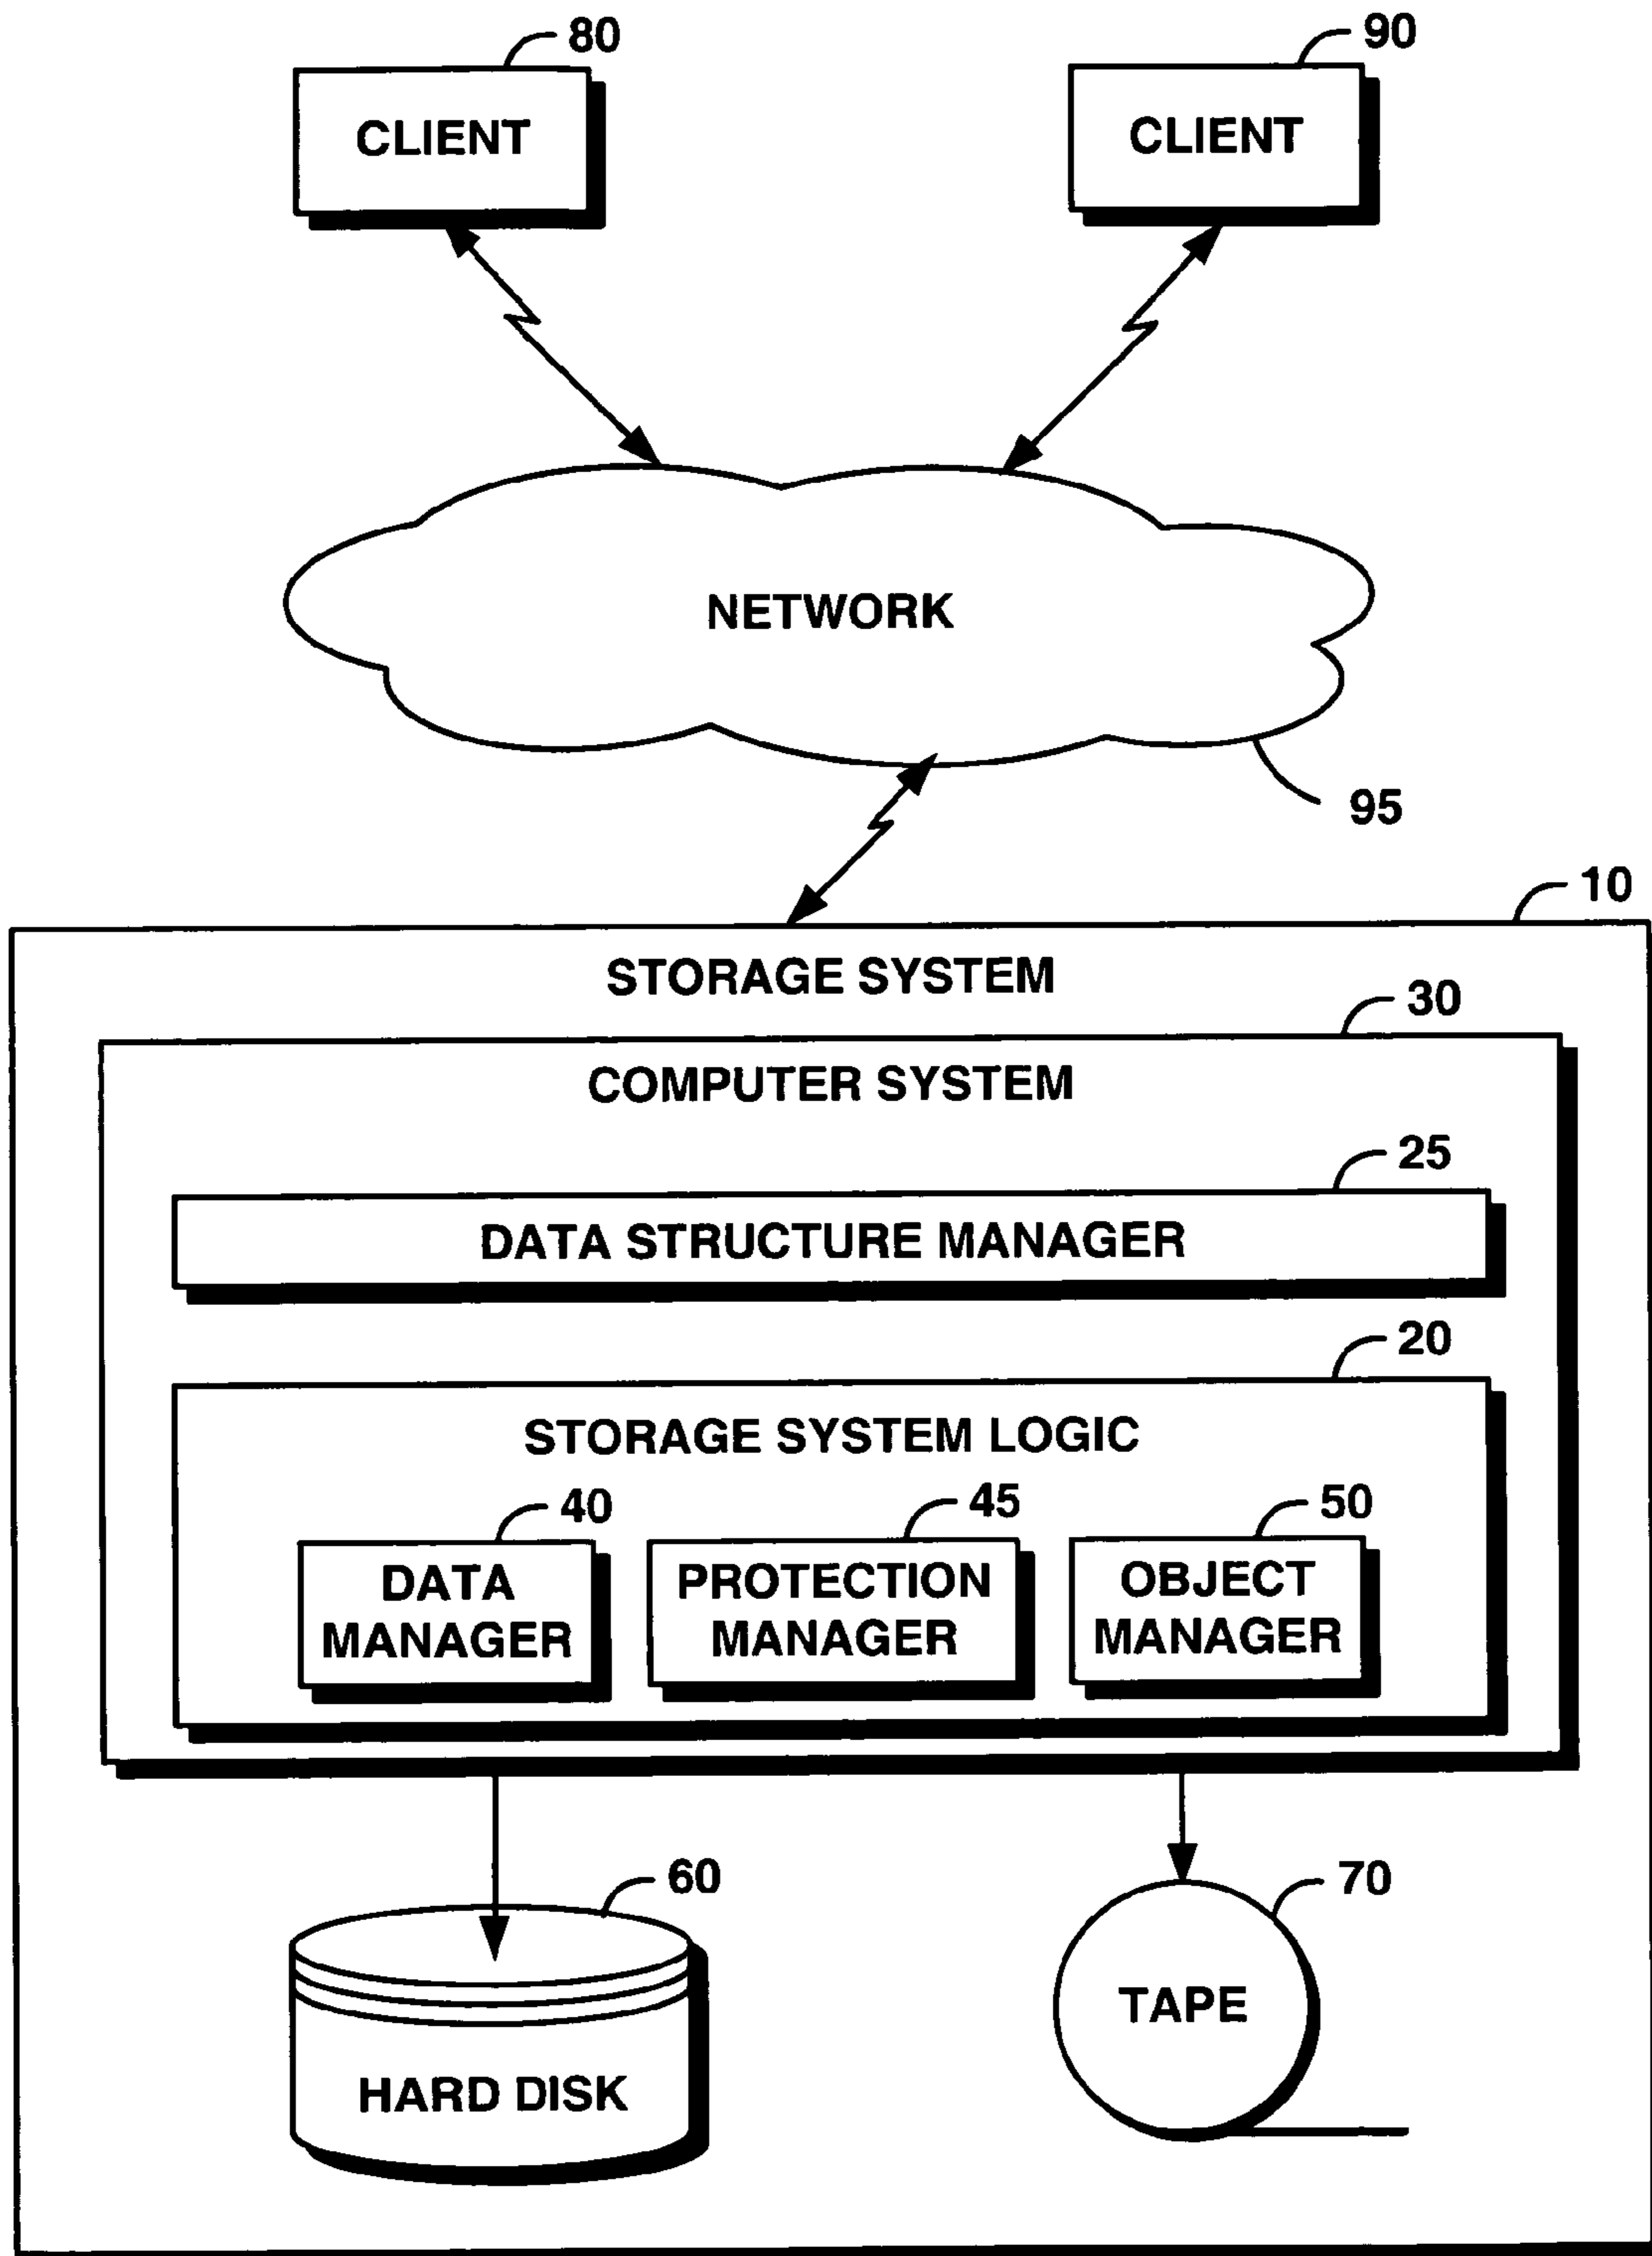 80
90
CLIENT
CLIENT
NETWORK
95
10
STORAGE SYSTEM
30
COMPUTER SYSTEM
25
DATA STRUCTURE MANAGER
20
STORAGE SYSTEM LOGIC
40
45
50
DATA
MANAGER
PROTECTION
MANAGER
OBJECT
MANAGER
60
70
TAPE
HARD DISK